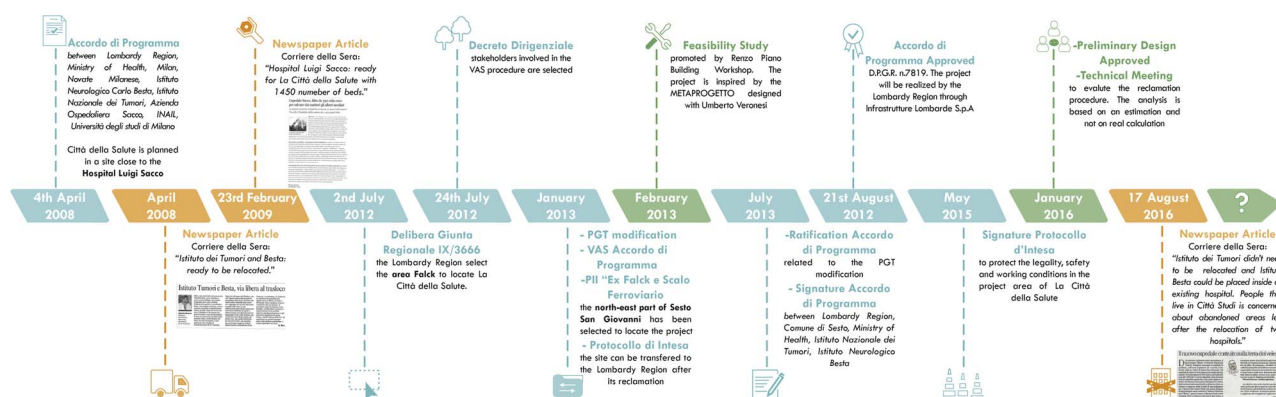 Accordo di Programma
between Lombardy Region,
Ministry of Health, Milan,
Novate Milanese, Istituto
Neurologico Carlo Besta, Istituto
Nazionale dei Tumori, Azienda
Ospedaliera Sacco, INAIL,
Università degli studi di Milano
Città della Salute is planned
in a site close to the
Hospital Luigi Sacco
Newspaper Article
Corriere della Sera:
"Hospital Luigi Sacco: ready
for La Città della Salute with
1450 numeber of beds."
Decreto Dirigenziale
stakeholders involved in the
VAS procedure are selected
Feasibility Study
promoted by Renzo Piano
Building Workshop. The
project is inspired by the
METAPROGETTO designed
with Umberto Veronesi
Accordo di
Programma Approved
D.P.G.R. n.7819. The project
will be realized by the
Lombardy Region through
Infrastrutture Lombarde S.p.A
-Preliminary Design
Approved
-Technical Meeting
to evaluate the reclamation
procedure. The analysis is
based on an estimation and
not on real calculation
4th April
2008
April
2008
23rd February
2009
2nd July
2012
24th July
2012
January
2013
February
2013
July
2013
21st August
2012
May
2015
January
2016
17 August
2016
?
Newspaper Article
Corriere della Sera:
"Istituto dei Tumori and Besta:
ready to be relocated."
Istituto Tumori e Besta, via libera al trasloco
Delibera Giunta
Regionale IX/3666
the Lombardy Region select
the area Falck to locate La
Città della Salute.
- PGT modification
- VAS Accordo di
Programma
-PII "Ex Falck e Scalo
Ferroviario
the north-east part of Sesto
San Giovanni has been
selected to locate the project
- Protocollo di Intesa
the site can be transfered to
the Lombardy Region after
its reclamation
-Ratification Accordo
di Programma
related to the PGT
modification
- Signature Accordo
di Programma
between Lombardy Region,
Comune di Sesto, Ministry of
Health, Istituto Nazionale dei
Tumori, Istituto Neurologico
Besta
Signature Protocollo
d'Intesa
to protect the legality, safety
and working conditions in the
project area of La Città
della Salute
Newspaper Article
Corriere della Sera:
"Istituto dei Tumori didn't nee
to be relocated and Istitu
Besta could be placed inside
existing hospital. People th
live in Città Studi is concerne
about abandoned areas le
after the relocation of tw
hospitals."